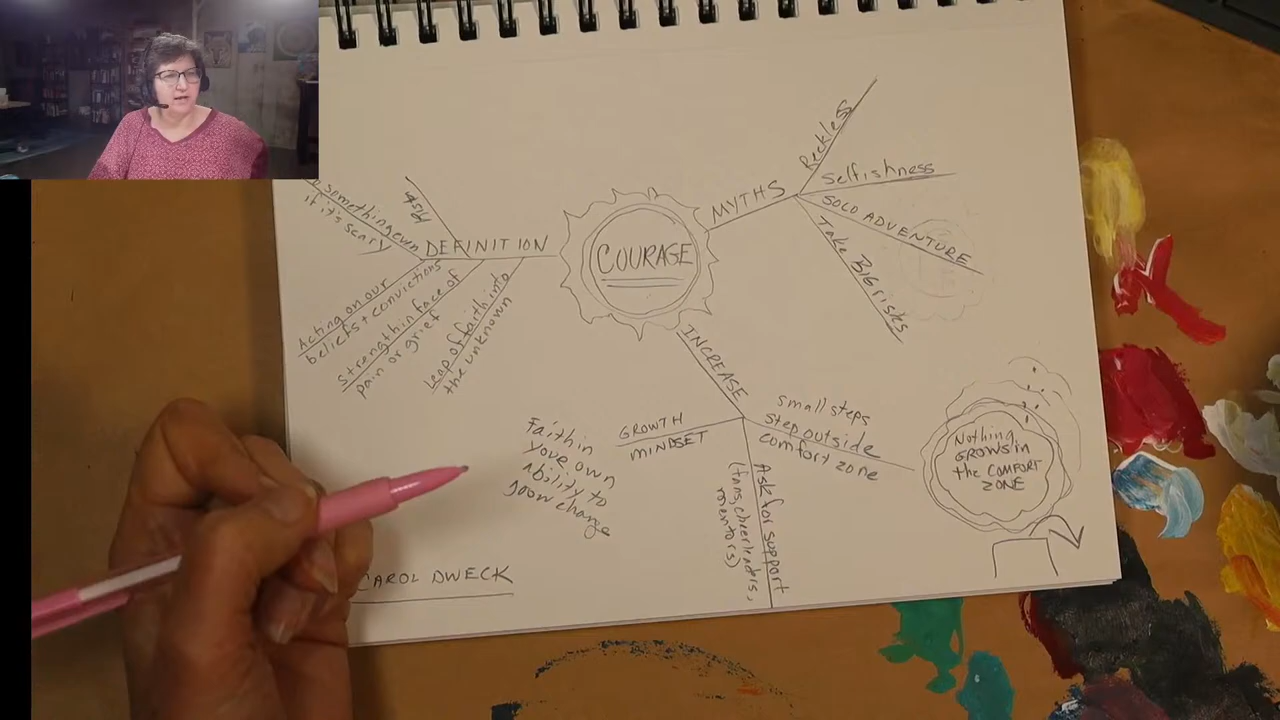 COURAGE
DEFINITION
Risk
something
if it's scary
Acting on our
beliefs + convictions
Strength in face of
pain or grief
Leap of faith into
the unknown
MYTHS
Reckless
Selfishness
SOLO ADVENTURE
Take BIG risks
INCREASE
GROWTH
MINDSET
Faith in
your own
ability to
grow change
CAROL DWECK
Ask for support
(fans, cheerleaders,
mentors)
small steps
step outside
comfort zone
Nothing
GROWS in
the COMFORT
ZONE